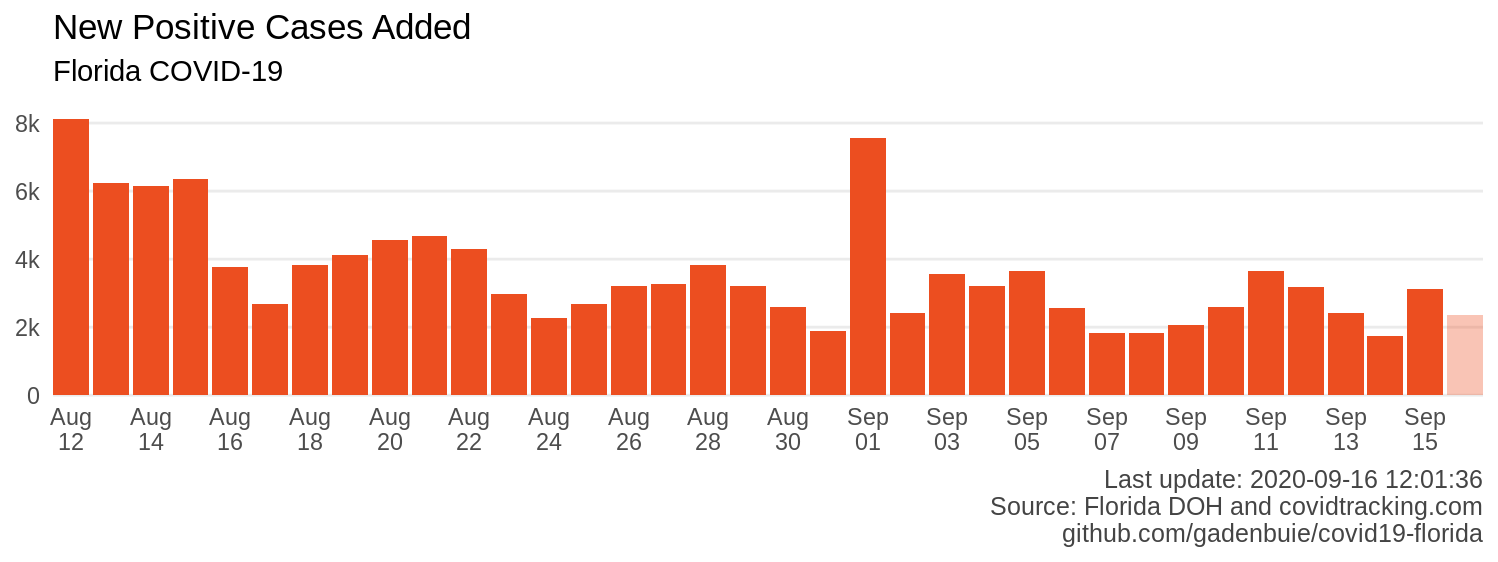 New Positive Cases Added
Florida COVID-19
8k
6k
4k
2k
0
Aug Aug Aug Aug Aug Aug Aug Aug Aug Aug Sep Sep Sep Sep Sep Sep Sep Sep
12 14 16 18 20 22 24 26 28 30 01 03 05 07 09 11 13 15
Last update: 2020-09-16 12:01:36
Source: Florida DOH and covidtracking.com
github.com/gadenbuie/covid19-florida